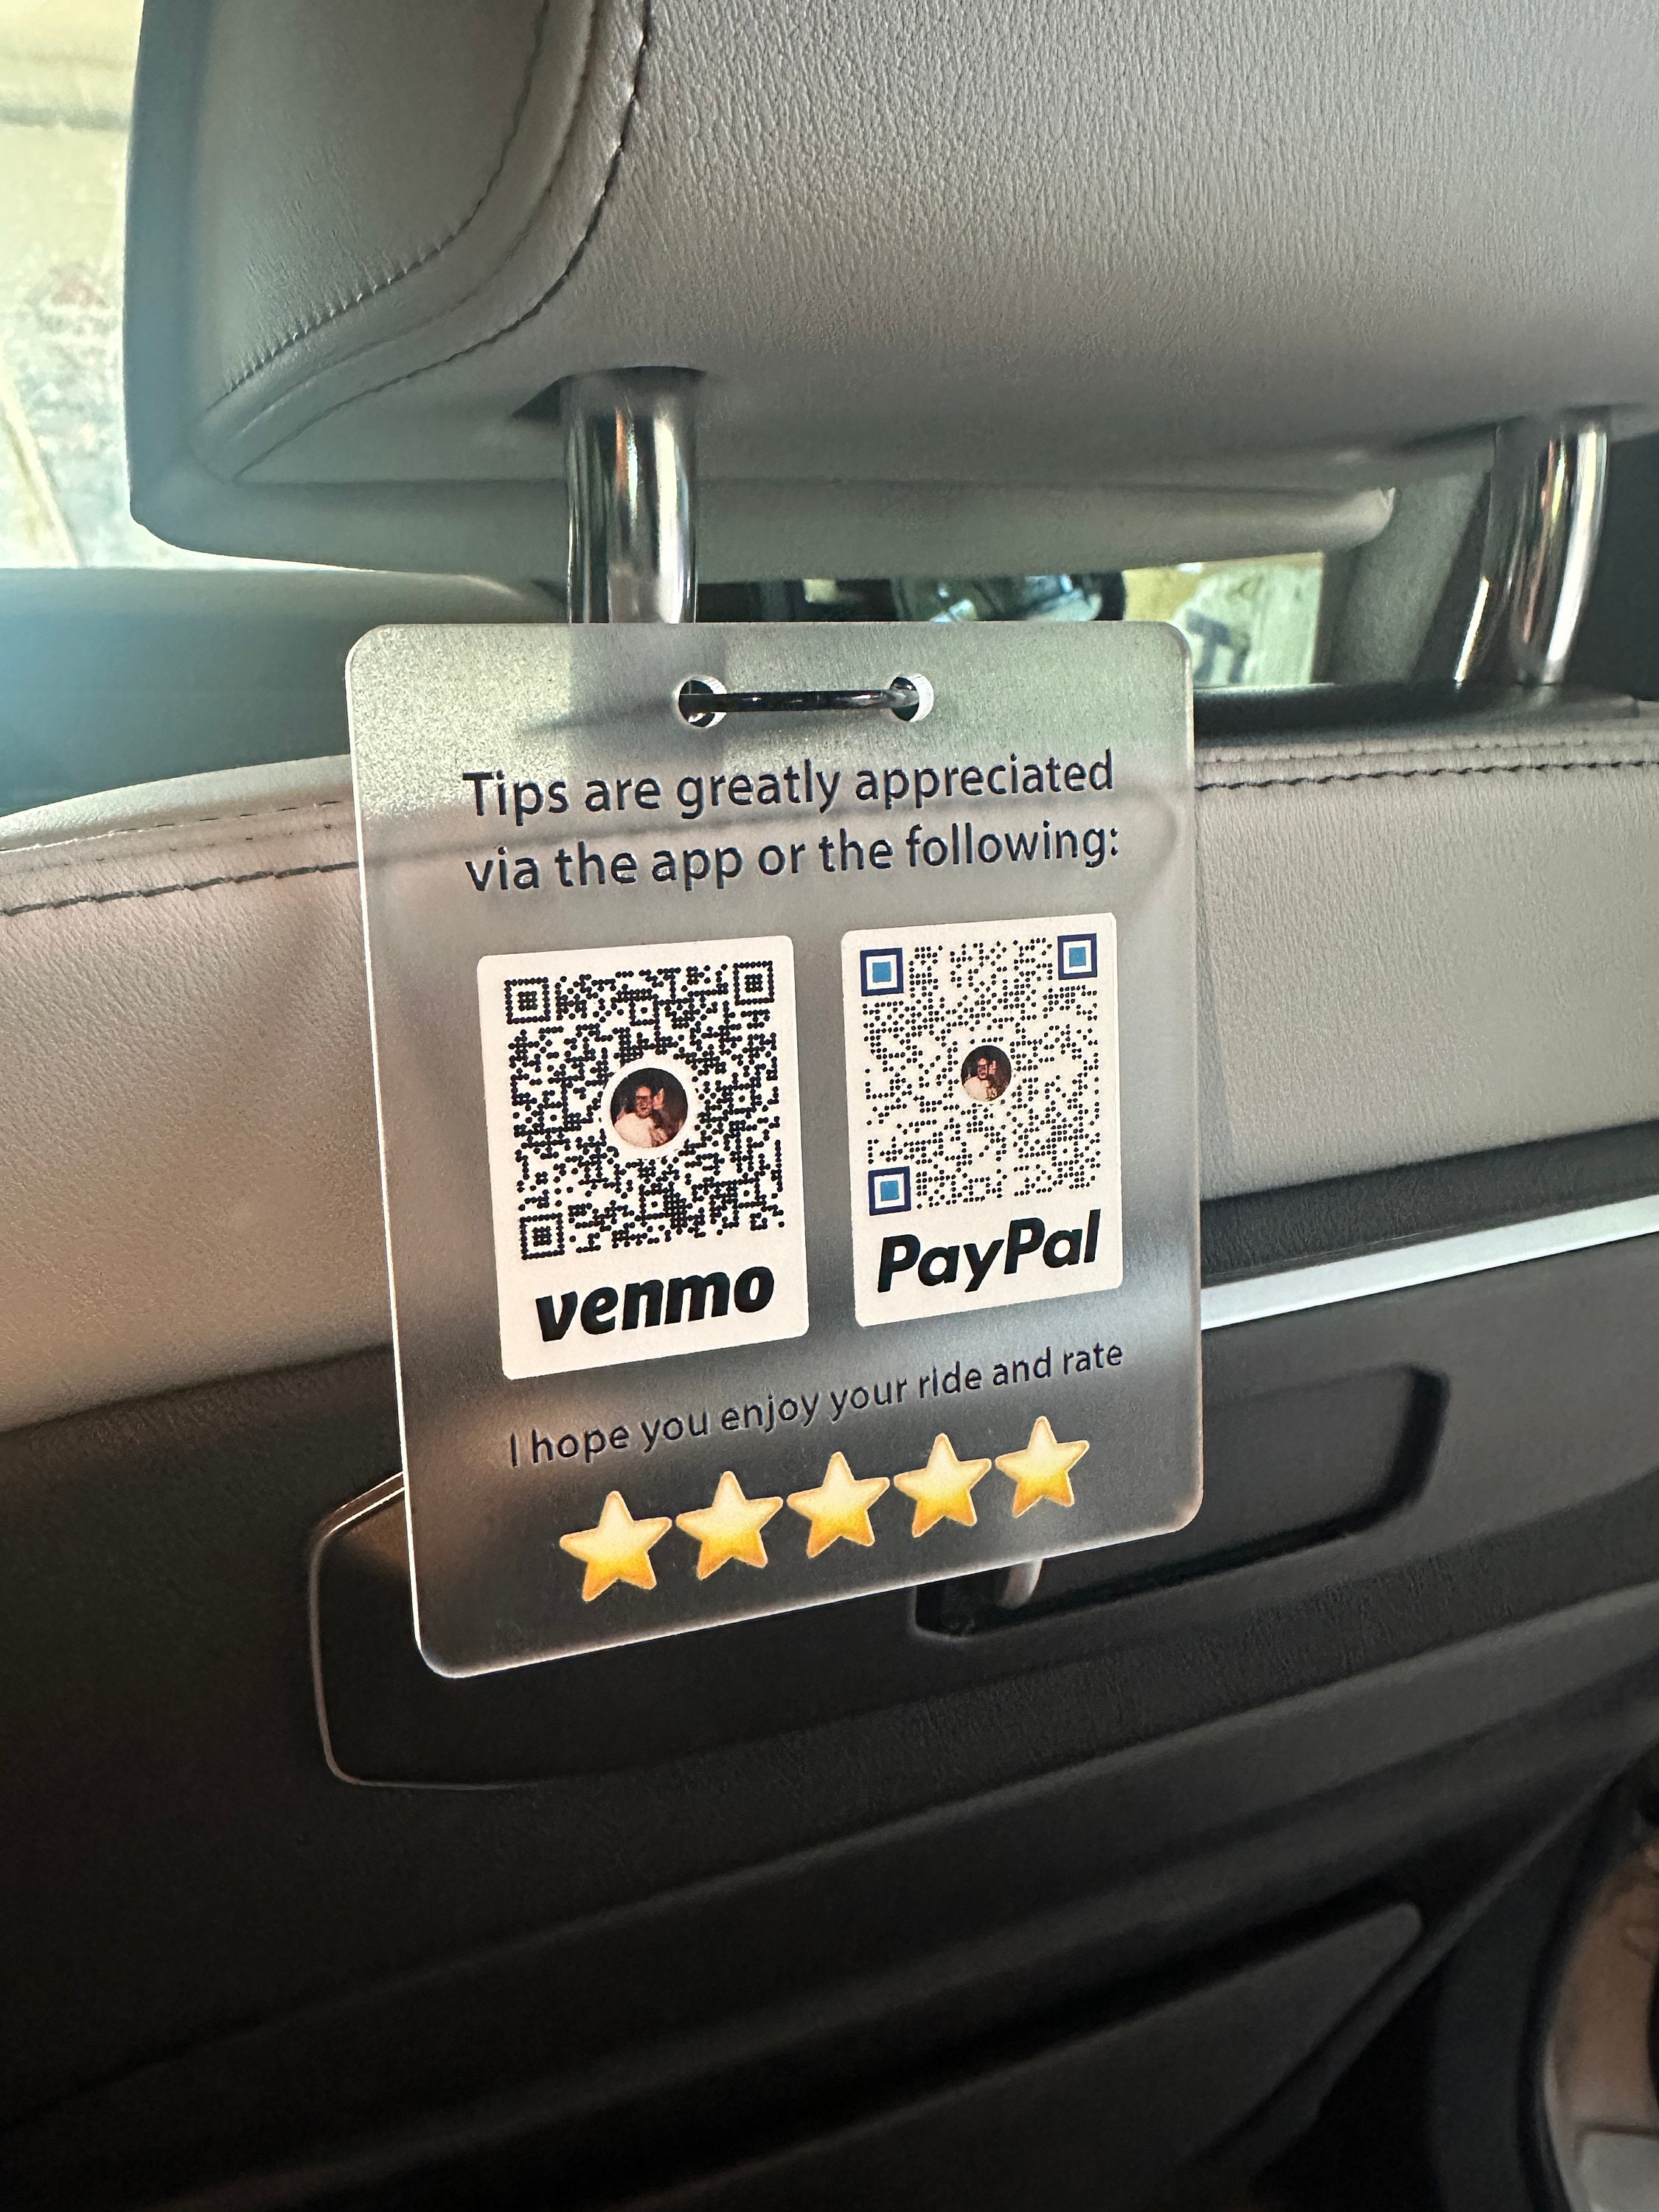 Tips are greatly appreciated
via the app or the following:
venmo
PayPal
I hope you enjoy your ride and rate